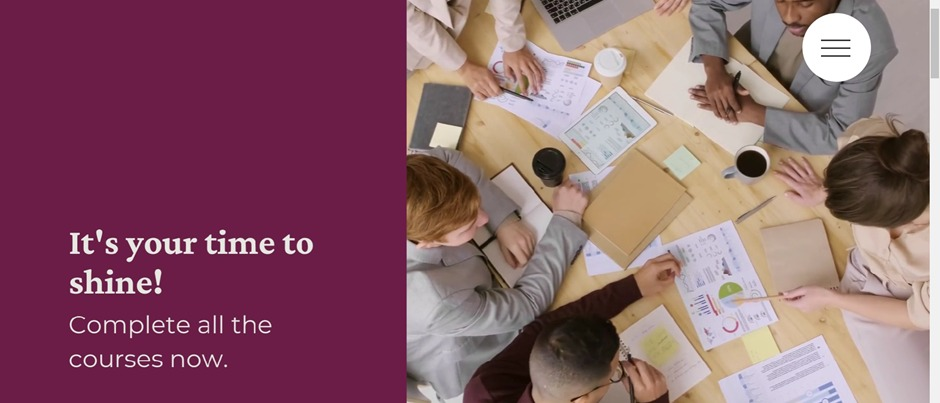 It's your time to
shine!
Complete all the
courses now.